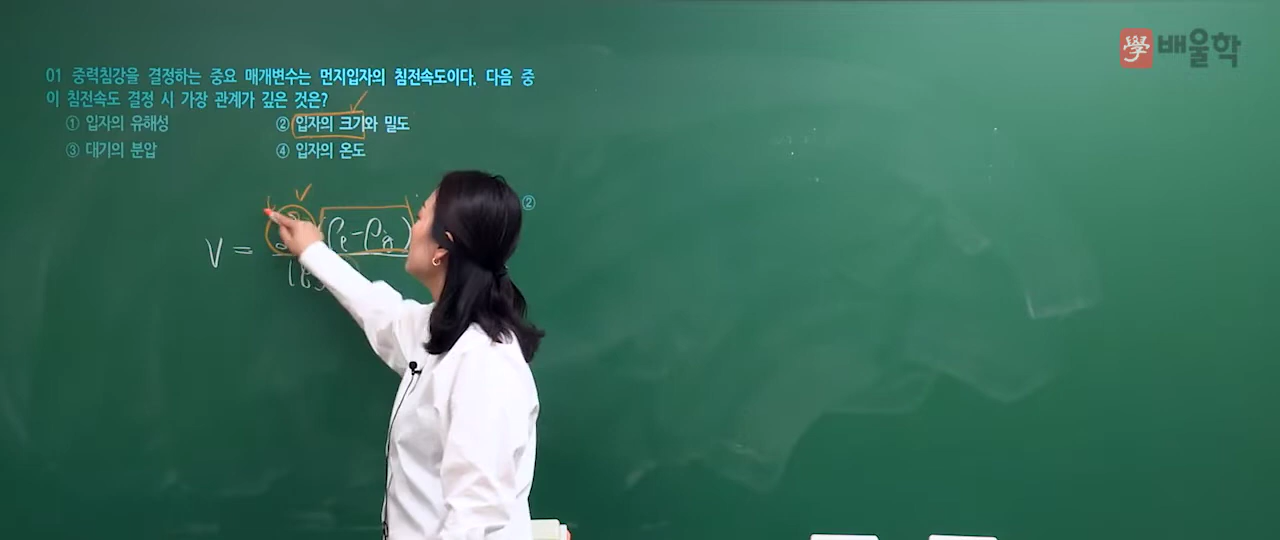 學 배울학
01 중력침강을 결정하는 중요 매개변수는 먼지입자의 침전속도이다. 다음 중
이 침전속도 결정 시 가장 관계가 깊은 것은?
① 입자의 유해성 ② 입자의 크기와 밀도
③ 대기의 분압 ④ 입자의 온도
②
V = (ρ - ρ )
18